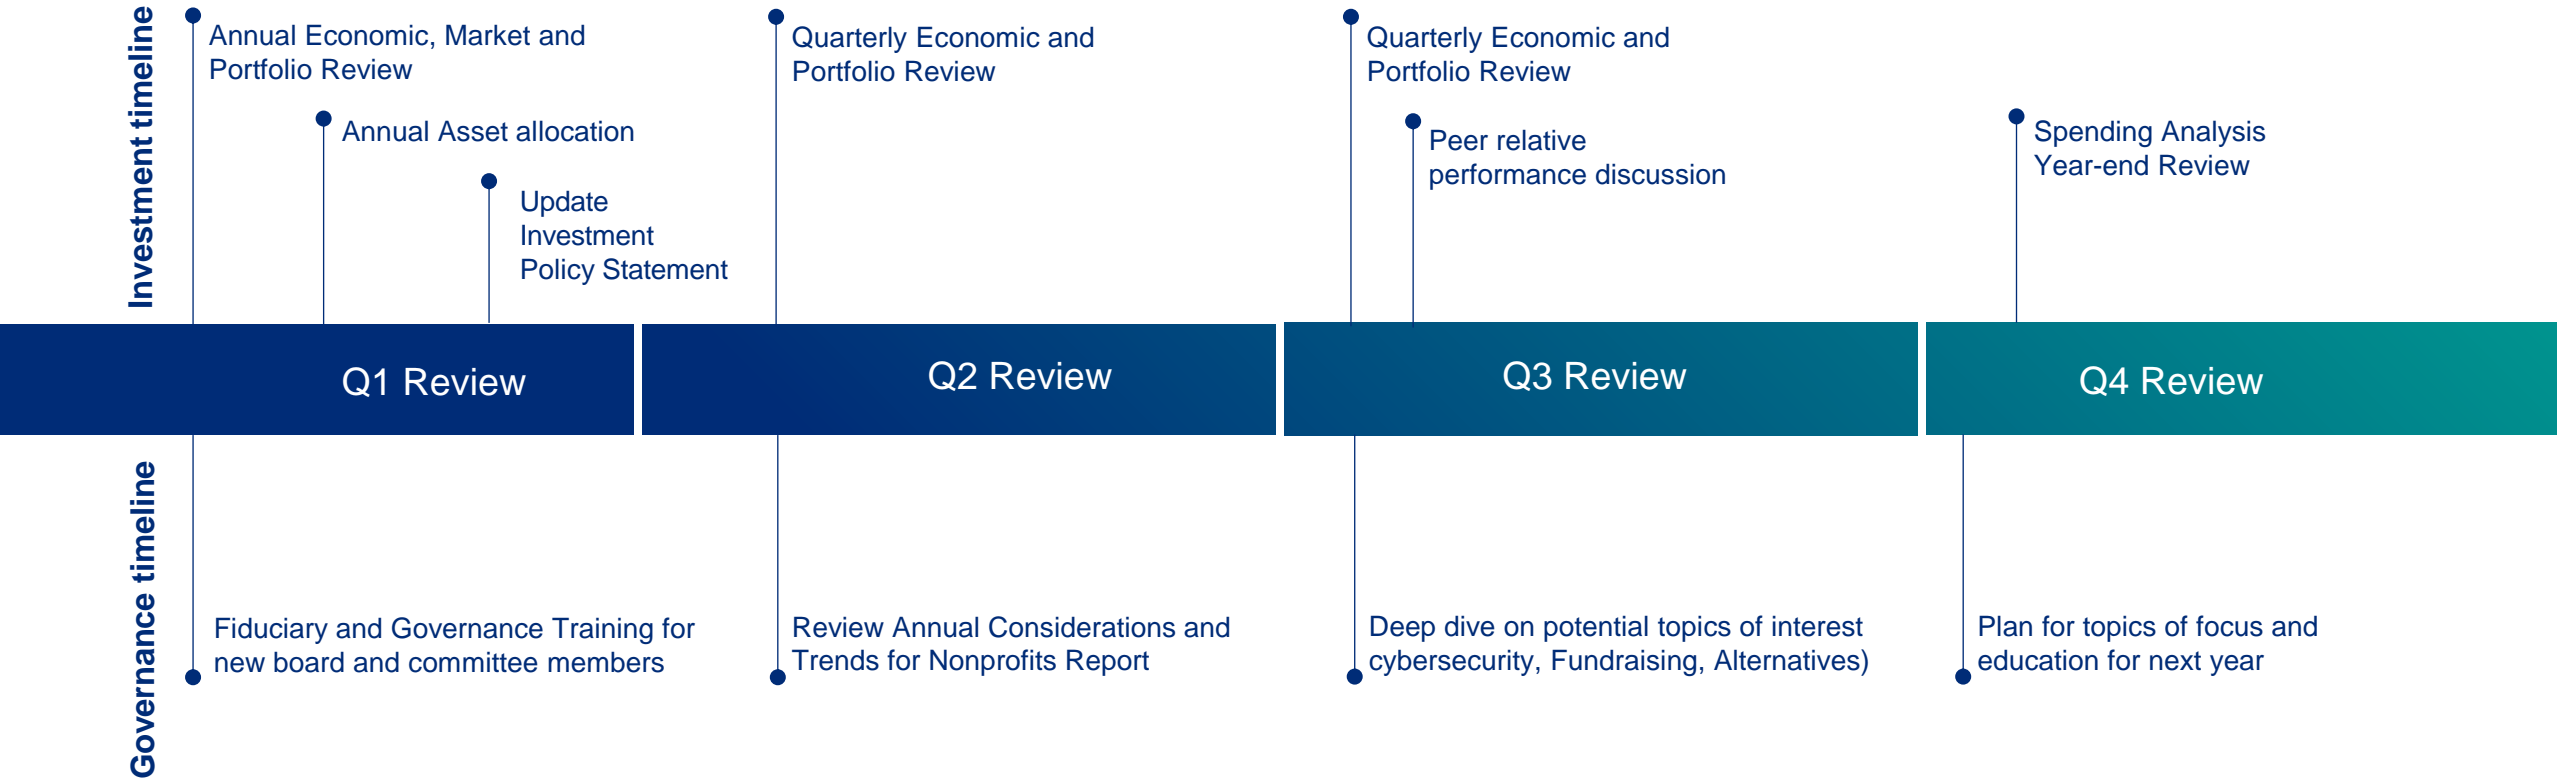 Investment timeline
Annual Economic, Market and
Portfolio Review
Annual Asset allocation
Update
Investment
Policy Statement
Quarterly Economic and
Portfolio Review
Quarterly Economic and
Portfolio Review
Peer relative
performance discussion
Spending Analysis
Year-end Review
Q1 Review
Q2 Review
Q3 Review
Q4 Review
Governance timeline
Fiduciary and Governance Training for
new board and committee members
Review Annual Considerations and
Trends for Nonprofits Report
Deep dive on potential topics of interest
cybersecurity, Fundraising, Alternatives)
Plan for topics of focus and
education for next year